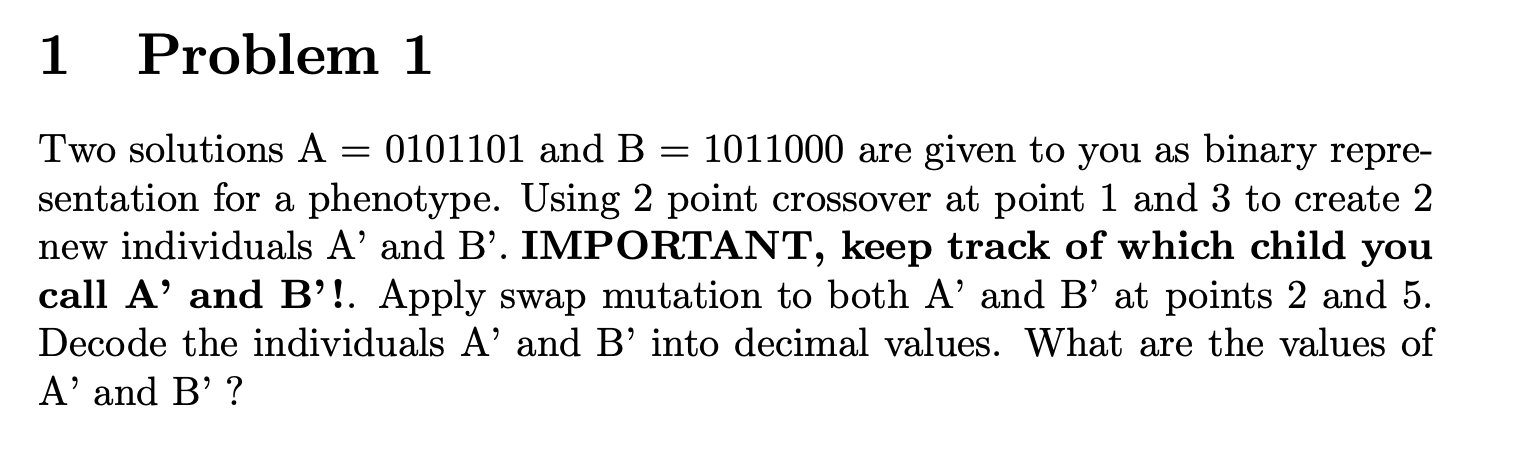 1 Problem 1
Two solutions A = 0101101 and B = 1011000 are given to you as binary repre-
sentation for a phenotype. Using 2 point crossover at point 1 and 3 to create 2
new individuals A’ and B’. IMPORTANT, keep track of which child you
call A’ and B’!. Apply swap mutation to both A’ and B’ at points 2 and 5.
Decode the individuals A’ and B’ into decimal values. What are the values of
A’ and B’ ?